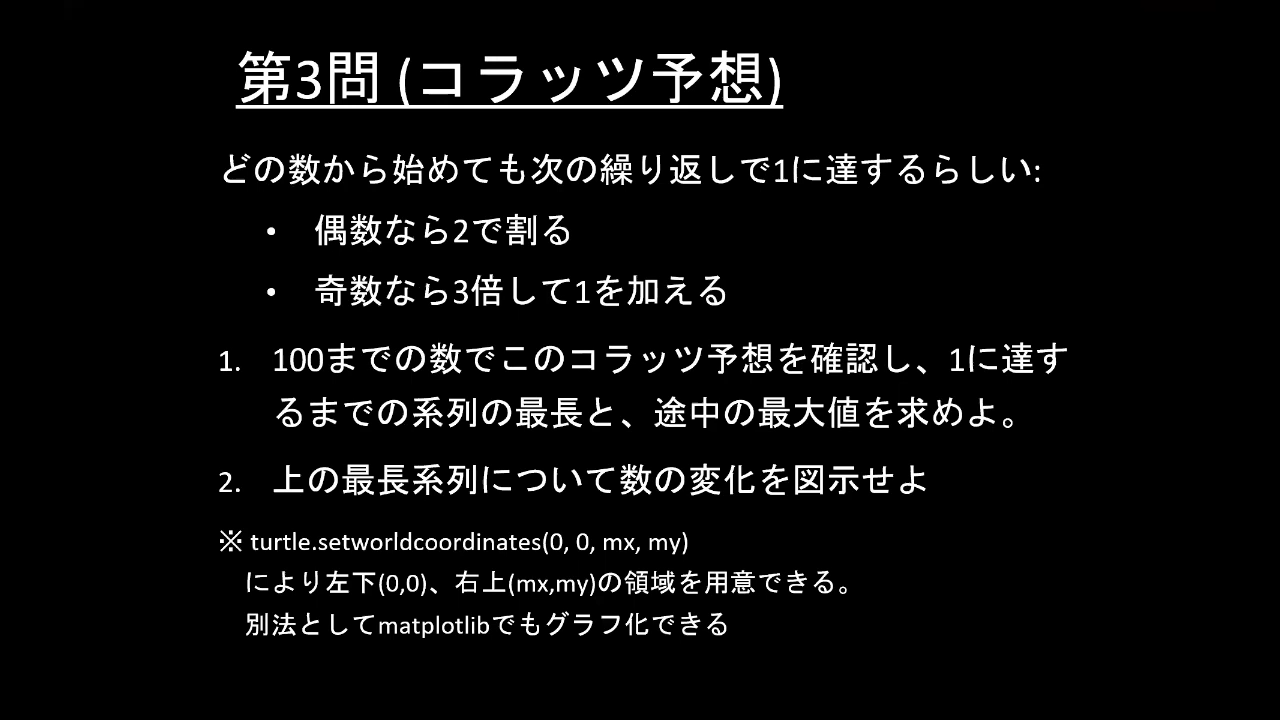 第3問 (コラッツ予想)
どの数から始めても次の繰り返しで1に達するらしい:
• 偶数なら2で割る
• 奇数なら3倍して1を加える
1. 100までの数でこのコラッツ予想を確認し、1に達す
るまでの系列の最長と、途中の最大値を求めよ。
2. 上の最長系列について数の変化を図示せよ
※ turtle.setworldcoordinates(0, 0, mx, my)
により左下(0,0)、右上(mx,my)の領域を用意できる。
別法としてmatplotlibでもグラフ化できる